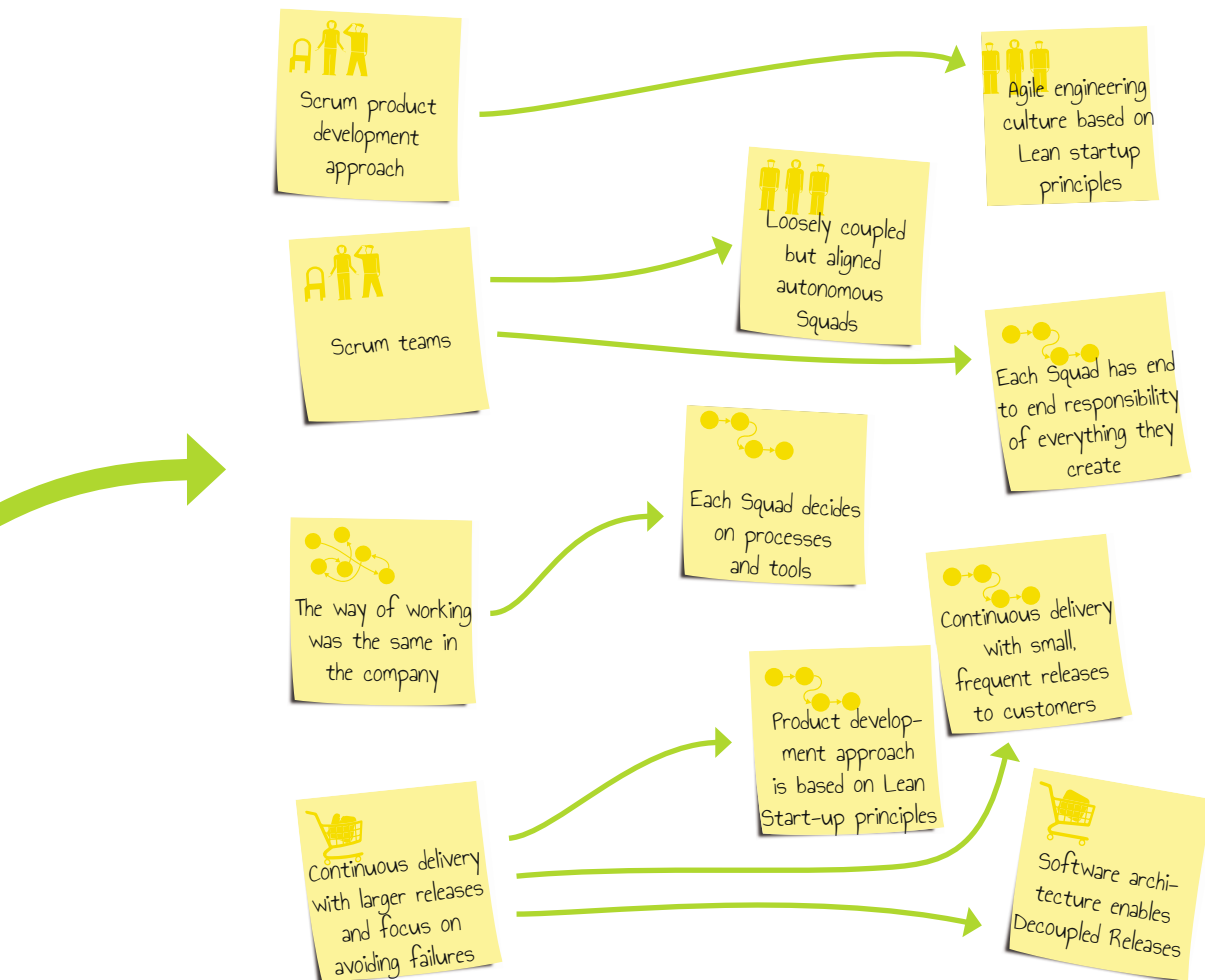 Scrum product
development
approach
Agile engineering
culture based on
Lean startup
principles
Loosely coupled
but aligned
autonomous
Squads
Scrum teams
Each Squad has end
to end responsibility
of everything they
create
Each Squad decides
on processes
and tools
The way of working
was the same in
the company
Continuous delivery
with small,
frequent releases
to customers
Product develop-
ment approach
is based on Lean
Start-up principles
Continuous delivery
with larger releases
and focus on
avoiding failures
Software archi-
tecture enables
Decoupled Releases